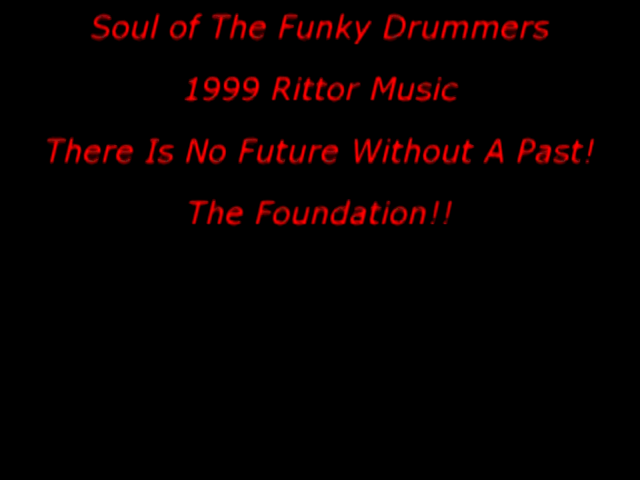 Soul of The Funky Drummers
1999 Rittor Music
There Is No Future Without A Past!
The Foundation!!